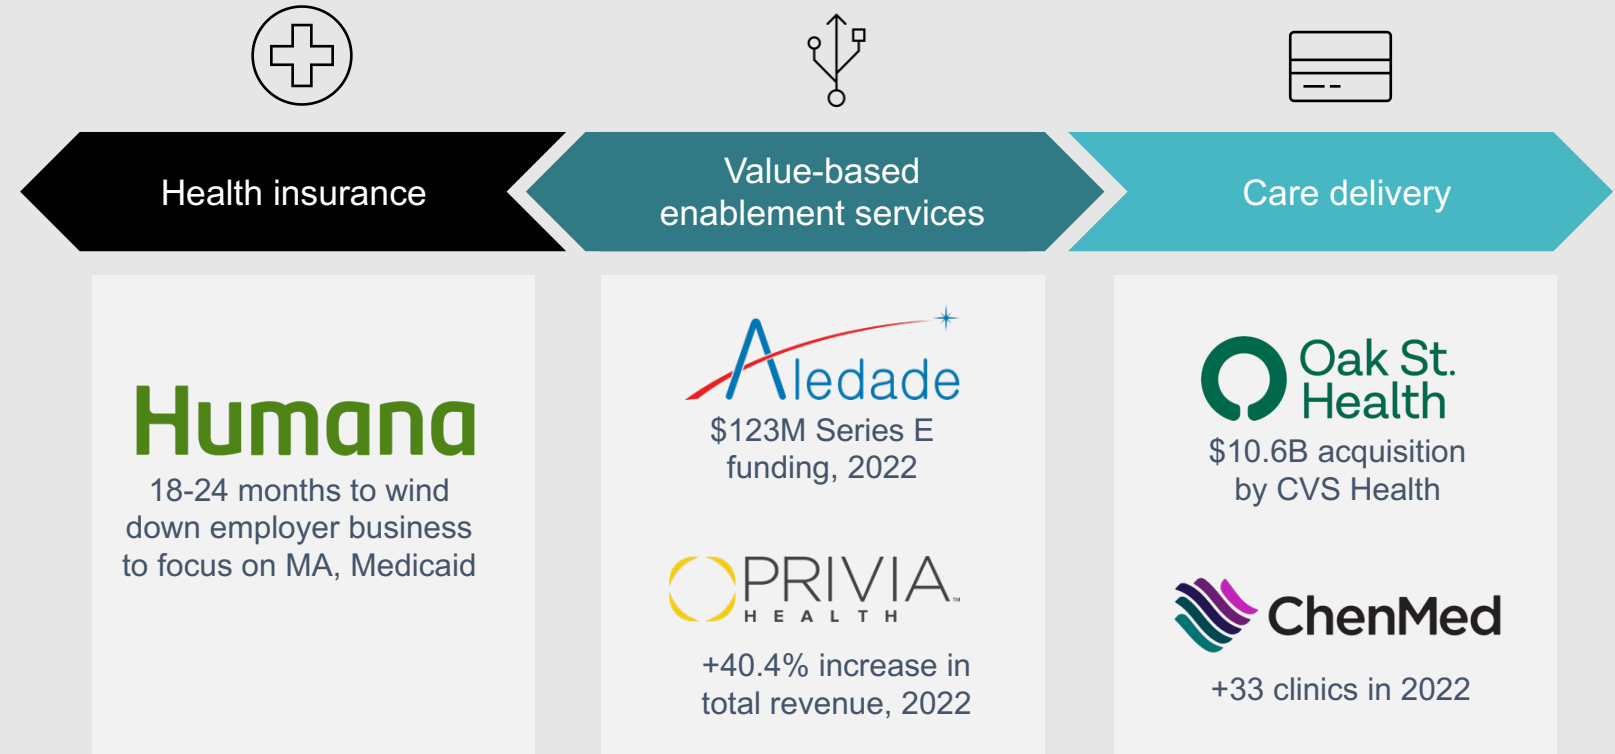 Health insurance
Value-based
enablement services
Care delivery
Humana
18-24 months to wind
down employer business
to focus on MA, Medicaid
Aledade
$123M Series E
funding, 2022
PRIVIA™
HEALTH
+40.4% increase in
total revenue, 2022
Oak St.
Health
$10.6B acquisition
by CVS Health
ChenMed
+33 clinics in 2022